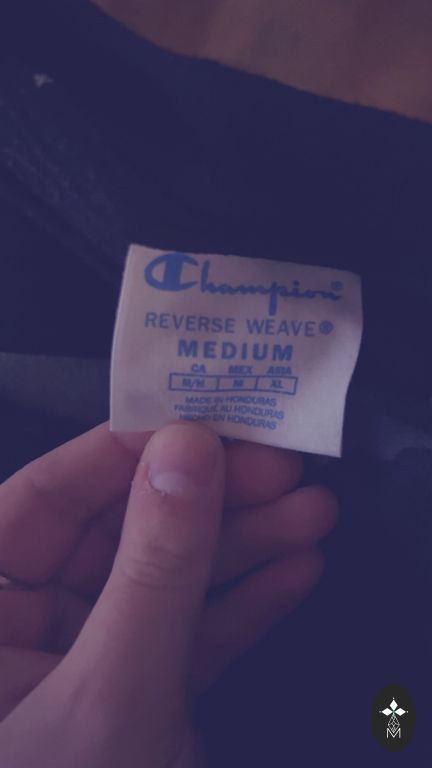 Champion®
REVERSE WEAVE®
MEDIUM
CA MEX ASIA
M/M M XL
MADE IN HONDURAS
FABRIQUÉ AU HONDURAS
HECHO EN HONDURAS
M